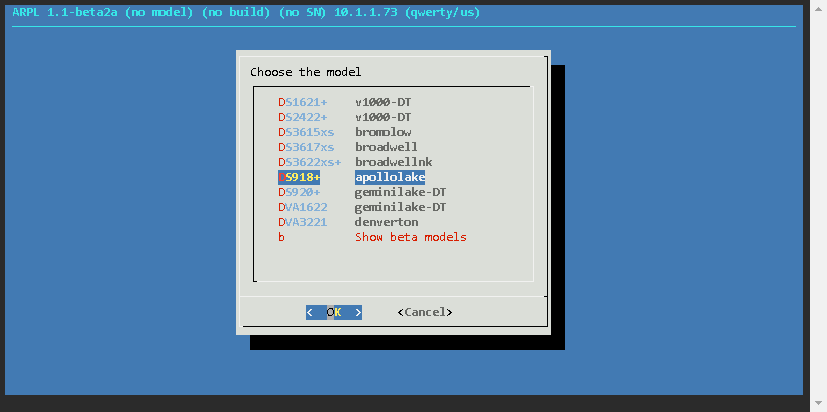 ARPL 1.1-beta2a (no model) (no build) (no SN) 10.1.1.73 (qwerty/us)
Choose the model
DS1621+ v1000-DT
DS2422+ v1000-DT
DS3615xs bromolow
DS3617xs broadwell
DS3622xs+ broadwellnk
DS918+ apollolake
DS920+ geminilake-DT
DVA1622 geminilake-DT
DVA3221 denverton
b Show beta models
< OK > <Cancel>